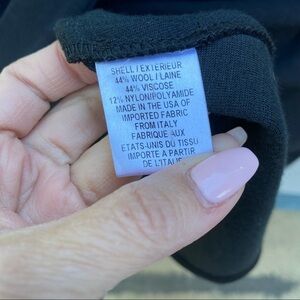 SHELL / EXTERIEUR
44% WOOL / LAINE
44% VISCOSE
12% NYLON/POLYAMIDE
MADE IN THE USA OF
IMPORTED FABRIC
FROM ITALY
FABRIQUE AUX
ETATS-UNIS DU TISSU
IMPORTE A PARTIR
DE L'ITALIE